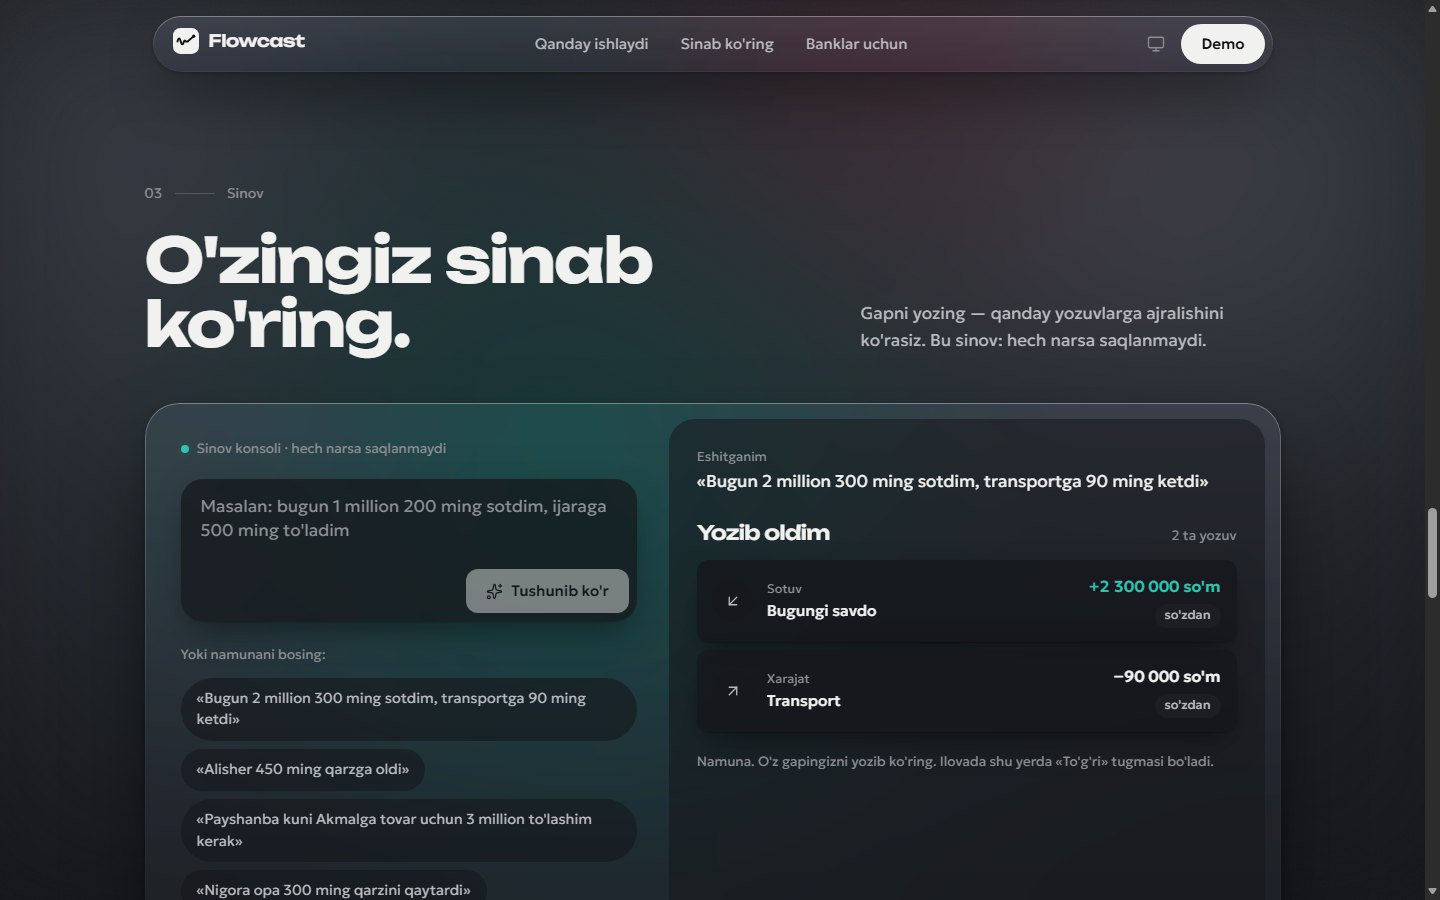 Flowcast
Qanday ishlaydi
Sinab ko'ring
Banklar uchun
Demo
03
Sinov
O'zingiz sinab
ko'ring.
Gapni yozing — qanday yozuvlarga ajralishini
ko'rasiz. Bu sinov: hech narsa saqlanmaydi.
Sinov konsoli · hech narsa saqlanmaydi
Masalan: bugun 1 million 200 ming sotdim, ijaraga
500 ming to'ladim
Tushunib ko'r
Yoki namunani bosing:
«Bugun 2 million 300 ming sotdim, transportga 90 ming
ketdi»
«Alisher 450 ming qarzga oldi»
«Payshanba kuni Akmalga tovar uchun 3 million to'lashim
kerak»
«Nigora opa 300 ming qarzini qaytardi»
Eshitganim
«Bugun 2 million 300 ming sotdim, transportga 90 ming ketdi»
Yozib oldim
2 ta yozuv
Sotuv
Bugungi savdo
+2 300 000 so'm
so'zdan
Xarajat
Transport
−90 000 so'm
so'zdan
Namuna. O'z gapingizni yozib ko'ring. Ilovada shu yerda «To'g'ri» tugmasi bo'ladi.